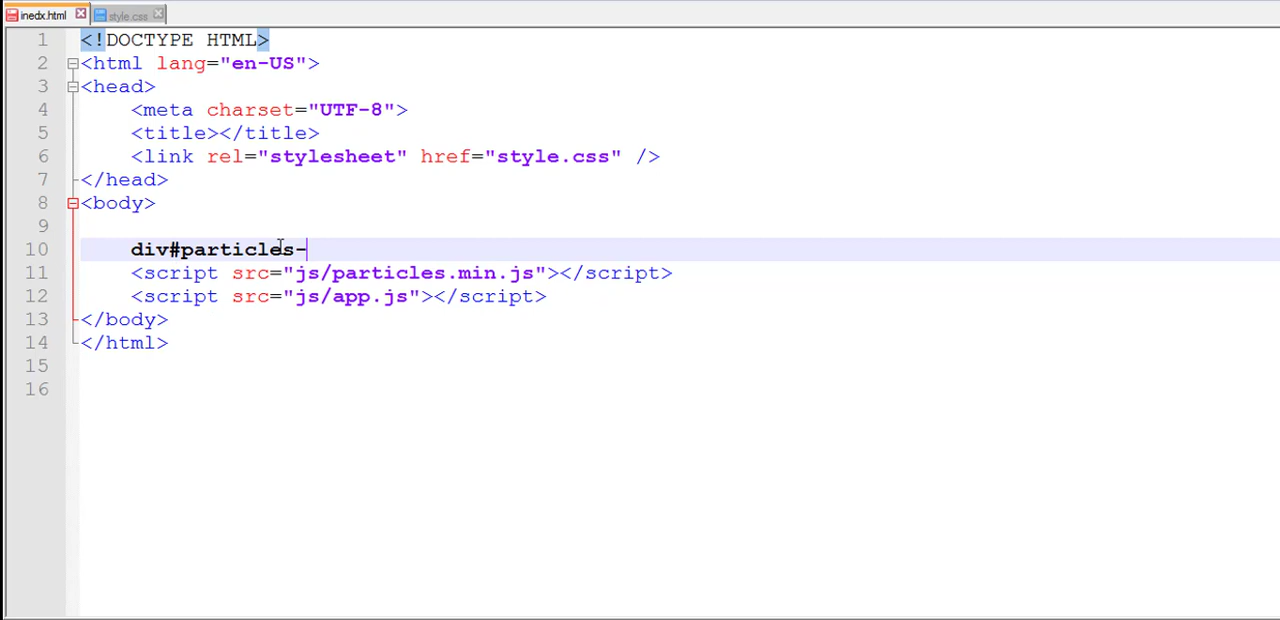 inedx.html style.css
1 <!DOCTYPE HTML>
2 <html lang="en-US">
3 <head>
4 <meta charset="UTF-8">
5 <title></title>
6 <link rel="stylesheet" href="style.css" />
7 </head>
8 <body>
9
10 div#particles-
11 <script src="js/particles.min.js"></script>
12 <script src="js/app.js"></script>
13 </body>
14 </html>
15
16